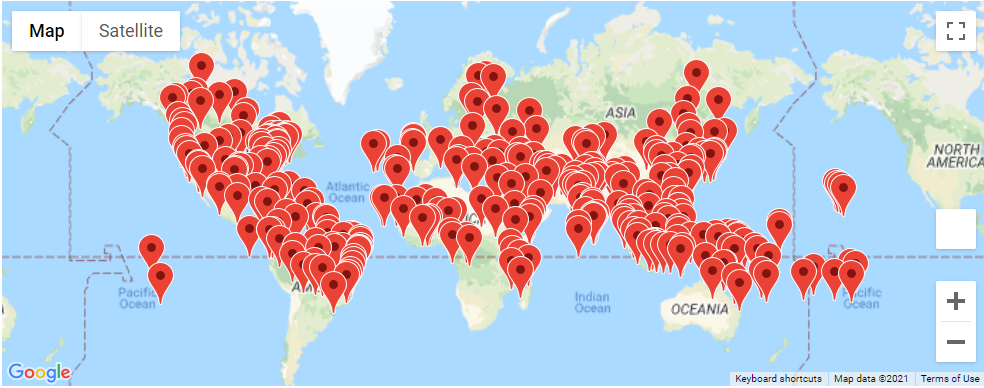 Map Satellite
ASIA
NORTH
AMERICA
Atlantic
Ocean
Pacific
Ocean
Indian
Ocean
OCEANIA
Pacific
Ocean
Google
Keyboard shortcuts Map data ©2021 Terms of Use